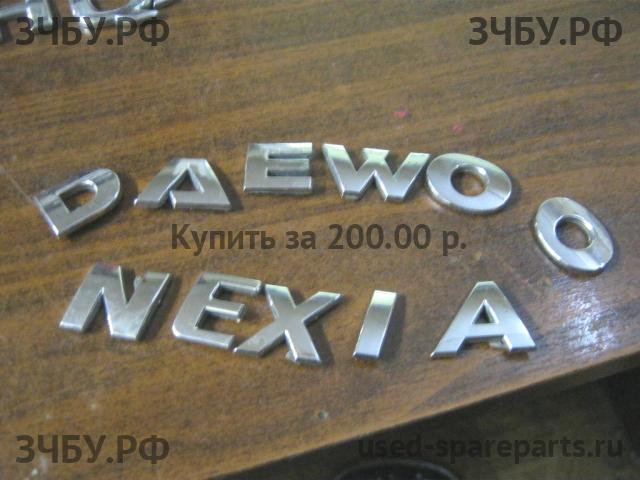 ЗЧБУ.РФ ЗЧБУ.РФ
DAEWOO
Купить за 200.00 р.
NEXIA
ЗЧБУ.РФ used-spareparts.ru